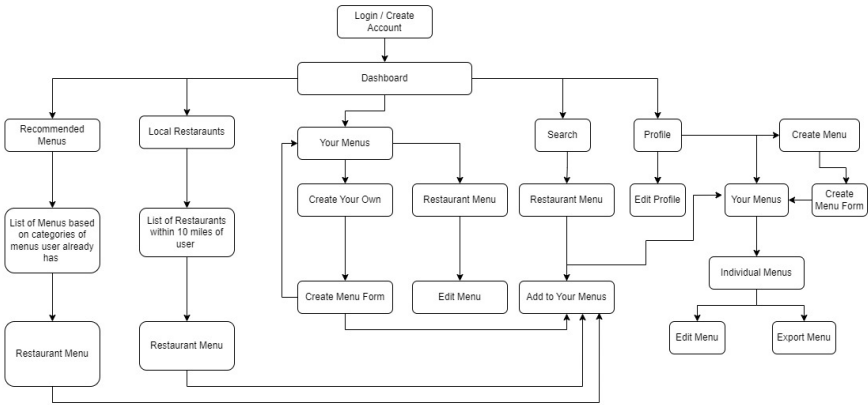 Login / Create
Account
Dashboard
Recommended
Menus
Local Restaraunts
Your Menus
Search
Profile
Create Menu
Create Your Own
Restaurant Menu
Restaurant Menu
Edit Profile
Your Menus
Create
Menu Form
List of Menus based
on categories of
menus user already
has
List of Restaurants
within 10 miles of
user
Individual Menus
Create Menu Form
Edit Menu
Add to Your Menus
Edit Menu
Export Menu
Restaurant Menu
Restaurant Menu